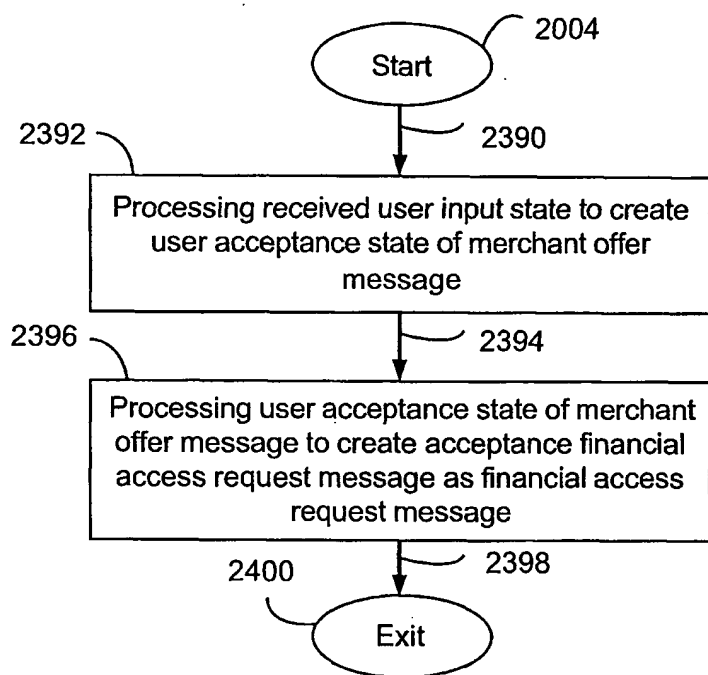 2004
Start
2390
2392
Processing received user input state to create
user acceptance state of merchant offer
message
2394
2396
Processing user acceptance state of merchant
offer message to create acceptance financial
access request message as financial access
request message
2398
2400
Exit